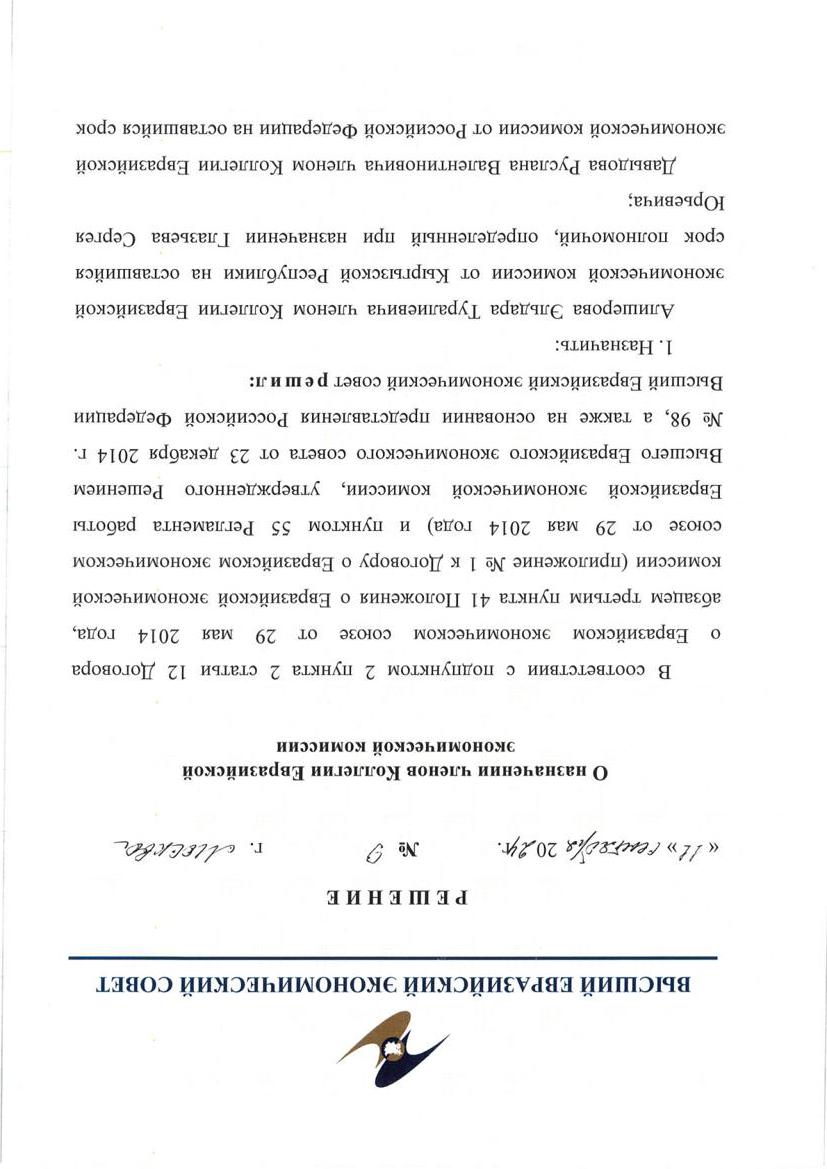 ВЫСШИЙ ЕВРАЗИЙСКИЙ ЭКОНОМИЧЕСКИЙ СОВЕТ
РЕШЕНИЕ
« 11 » сентября 2024г. № 9 г. Москва
О назначении членов Коллегии Евразийской
экономической комиссии
В соответствии с подпунктом 2 пункта 2 статьи 12 Договора
о Евразийском экономическом союзе от 29 мая 2014 года,
абзацем третьим пункта 41 Положения о Евразийской экономической
комиссии (приложение № 1 к Договору о Евразийском экономическом
союзе от 29 мая 2014 года) и пунктом 55 Регламента работы
Евразийской экономической комиссии, утвержденного Решением
Высшего Евразийского экономического совета от 23 декабря 2014 г.
№ 98, а также на основании представления Российской Федерации
Высший Евразийский экономический совет решил:
1. Назначить:
Алишерова Эльдара Туралиевича членом Коллегии Евразийской
экономической комиссии от Кыргызской Республики на оставшийся
срок полномочий, определенный при назначении Глазьева Сергея
Юрьевича;
Давыдова Руслана Валентиновича членом Коллегии Евразийской
экономической комиссии от Российской Федерации на оставшийся срок